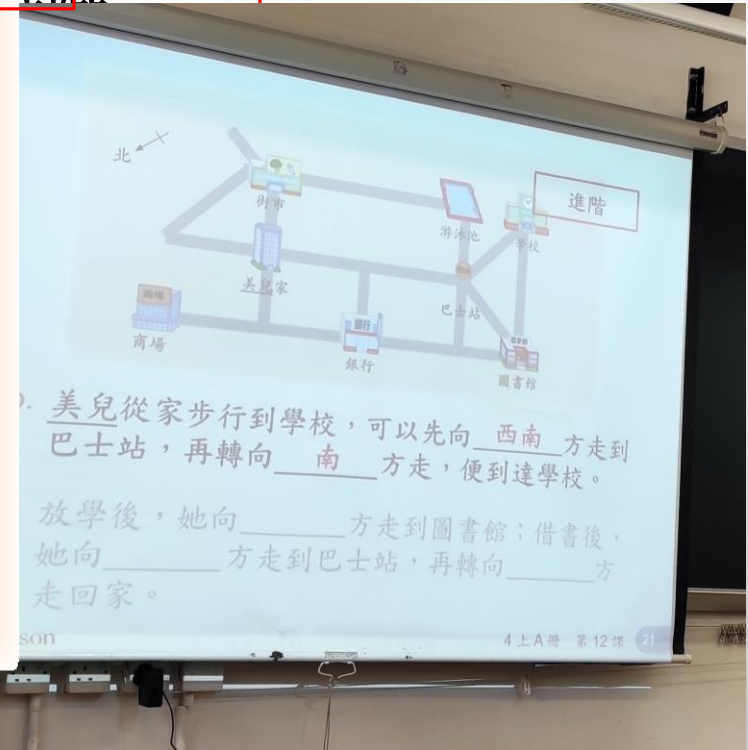 北
進階
街市
游泳池
學校
美兒家
巴士站
商場
銀行
銀行
圖書館
美兒從家步行到學校，可以先向 西南 方走到
巴士站，再轉向 南 方走，便到達學校。
放學後，她向______方走到圖書館；借書後，
她向______方走到巴士站，再轉向______方
走回家。
son
4上A冊 第12課 21